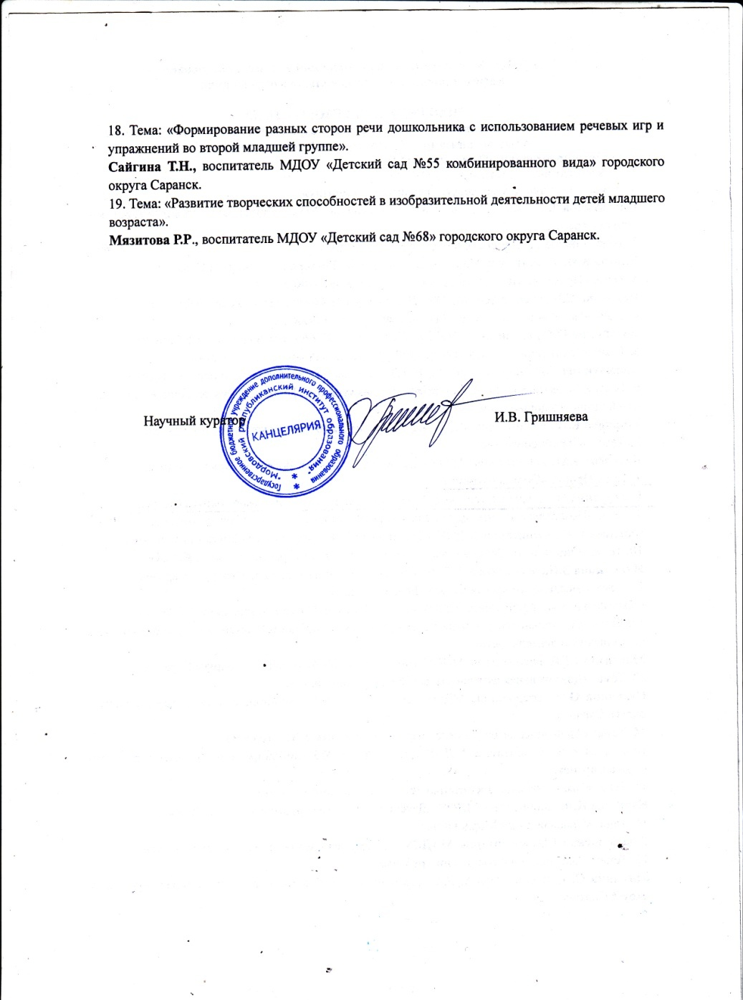 18. Тема: «Формирование разных сторон речи дошкольника с использованием речевых игр и
упражнений во второй младшей группе».
Сайгина Т.Н., воспитатель МДОУ «Детский сад №55 комбинированного вида» городского
округа Саранск.
19. Тема: «Развитие творческих способностей в изобразительной деятельности детей младшего
возраста».
Мязитова Р.Р., воспитатель МДОУ «Детский сад №68» городского округа Саранск.
Научный куратор
И.В. Гришняева
Государственное бюджетное учреждение дополнительного профессионального образования
"Мордовский республиканский институт образования"
КАНЦЕЛЯРИЯ